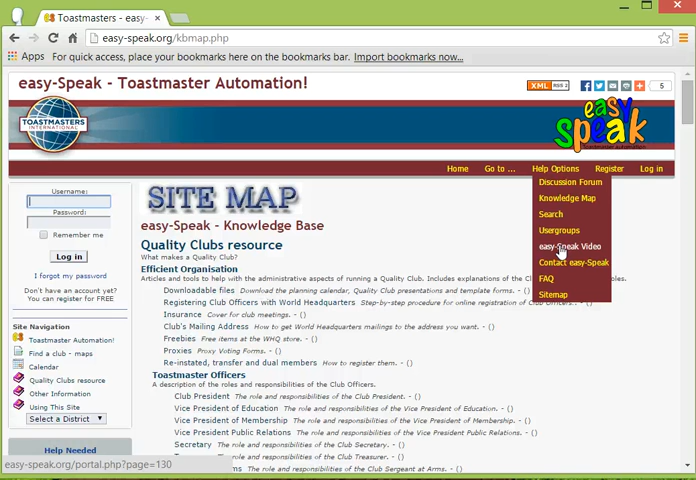 Toastmasters - easy-
easy-speak.org/kbmap.php
Apps For quick access, place your bookmarks here on the bookmarks bar. Import bookmarks now...
easy-Speak - Toastmaster Automation!
XML RSS 2
5
TOASTMASTERS
INTERNATIONAL
easy
Speak
Home Go to ... Help Options Register Log in
Discussion Forum
Knowledge Map
Search
Usergroups
easy-Speak Video
Contact easy-Speak
FAQ
Sitemap
Username:
Password:
Remember me
Log in
I forgot my password
Don't have an account yet?
You can register for FREE
Site Navigation
Toastmaster Automation!
Find a club - maps
Calendar
Quality Clubs resource
Other Information
Using This Site
Select a District
Help Needed
SITE MAP
easy-Speak - Knowledge Base
Quality Clubs resource
What makes a Quality Club?
Efficient Organisation
Articles and tools to help with the administrative aspects of running a Quality Club. Includes explanations of the
Downloadable files Download the planning calendar, Quality Club presentations and template forms. - ()
Registering Club Officers with World Headquarters Step-by-step procedure for online registration of Club Officers - ()
Insurance Cover for club meetings. - ()
Club's Mailing Address How to get World Headquarters mailings to the address you want. - ()
Freebies Free items at the WHQ store. - ()
Proxies Proxy Voting Forms. - ()
Re-instated, transfer and dual members How to register them. - ()
Toastmaster Officers
A description of the roles and responsibilities of the Club Officers.
Club President The role and responsibilities of the Club President. - ()
Vice President of Education The role and responsibilities of the Vice President of Education. - ()
Vice President of Membership The role and responsibilities of the Vice President of Membership. - ()
Vice President Public Relations The role and responsibilities of the Vice President Public Relations. - ()
Secretary The role and responsibilities of the Club Secretary. - ()
The role and responsibilities of the Club Sergeant at Arms. - ()
easy-speak.org/portal.php?page=130